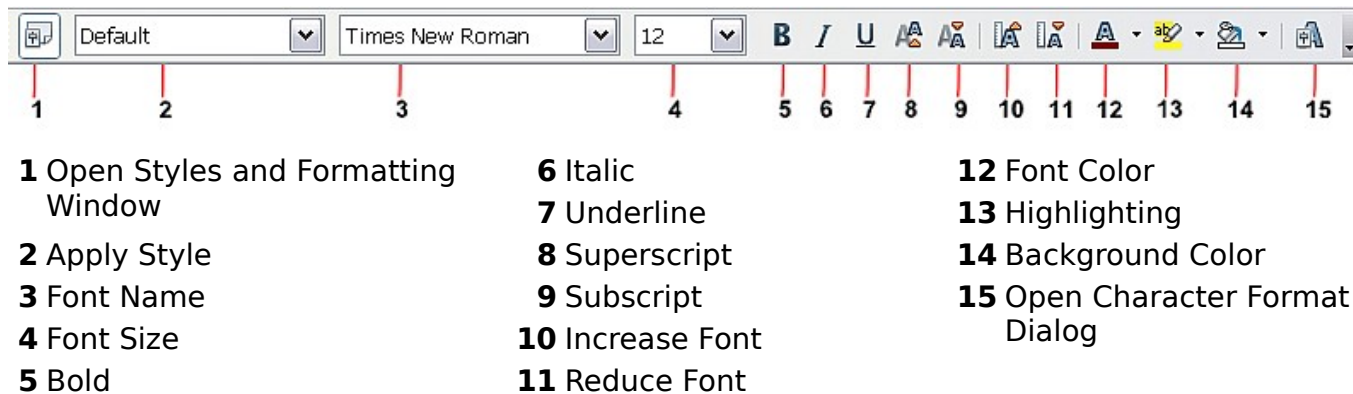 Default Times New Roman 12 B I U
1 2 3 4 5 6 7 8 9 10 11 12 13 14 15
1 Open Styles and Formatting
Window
2 Apply Style
3 Font Name
4 Font Size
5 Bold
6 Italic
7 Underline
8 Superscript
9 Subscript
10 Increase Font
11 Reduce Font
12 Font Color
13 Highlighting
14 Background Color
15 Open Character Format
Dialog